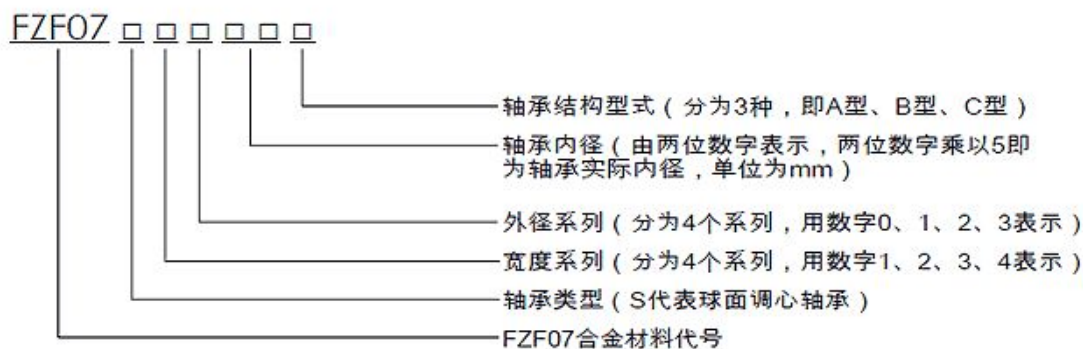 FZF07 □ □ □ □ □ □
轴承结构型式(分为3种,即A型、B型、C型)
轴承内径(由两位数字表示,两位数字乘以5即
为轴承实际内径,单位为mm)
外径系列(分为4个系列,用数字0、1、2、3表示)
宽度系列(分为4个系列,用数字1、2、3、4表示)
轴承类型(S代表球面调心轴承)
FZF07合金材料代号